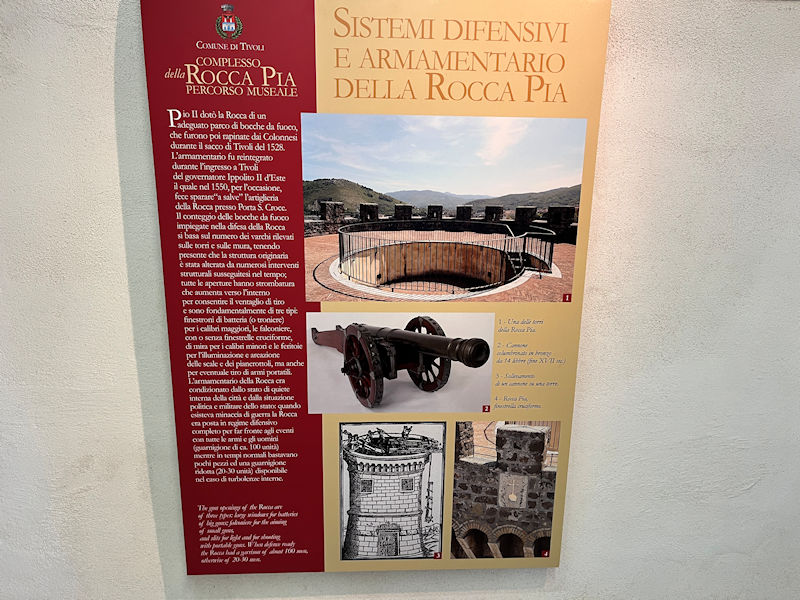 Comune di Tivoli
Complesso
della Rocca Pia
Percorso Museale
Sistemi difensivi
e armamentario
della Rocca Pia
Pio II dotò la Rocca di un
adeguato parco di bocche da fuoco,
che furono poi rapinate dai Colonnesi
durante il sacco di Tivoli del 1528.
L'armamentario fu reintegrato
durante l'ingresso a Tivoli
del governatore Ippolito II d'Este
il quale nel 1550, per l'occasione,
fece sparare "a salve" l'artiglieria
della Rocca presso Porta S. Croce.
Il conteggio delle bocche da fuoco
impiegate nella difesa della Rocca
si basa sul numero dei varchi rilevati
sulle torri e sulle mura, tenendo
presente che la struttura originaria
è stata alterata da numerosi interventi
strutturali susseguitesi nel tempo;
tutte le aperture hanno strombatura
che aumenta verso l'interno
per consentire il ventaglio di tiro
e sono fondamentalmente di tre tipi:
finestroni di batteria (o troniere)
per i calibri maggiori, le falconiere,
con o senza finestrelle cruciforme,
di mira per i calibri minori e le feritoie
per l'illuminazione e areazione
delle scale e dei pianerottoli, ma anche
per eventuale tiro di armi portatili.
L'armamentario della Rocca era
condizionato dallo stato di quiete
interna della città e dalla situazione
politica e militare dello stato: quando
esisteva minaccia di guerra la Rocca
era posta in regime difensivo
completo per far fronte agli eventi
con tutte le armi e gli uomini
(guarnigione di ca. 100 unità)
mentre in tempi normali bastavano
pochi pezzi ed una guarnigione
ridotta (20-30 unità) disponibile
nel caso di turbolenze interne.
The gun openings of the Rocca are
of three types: large windows for batteries
of big guns; falconiere for the aiming
of small guns,
and slits for light and for shooting
with portable guns. When defence ready
the Rocca had a garrison of about 100 men,
otherwise of 20-30 men.
1
1 - Una delle torri
della Rocca Pia.
2 - Cannone
colombrinato in bronzo
da 14 libbre (fine XVII sec.)
3 - Sollevamento
di un cannone su una torre.
4 - Rocca Pia,
finestrella cruciforme.
2
3
4